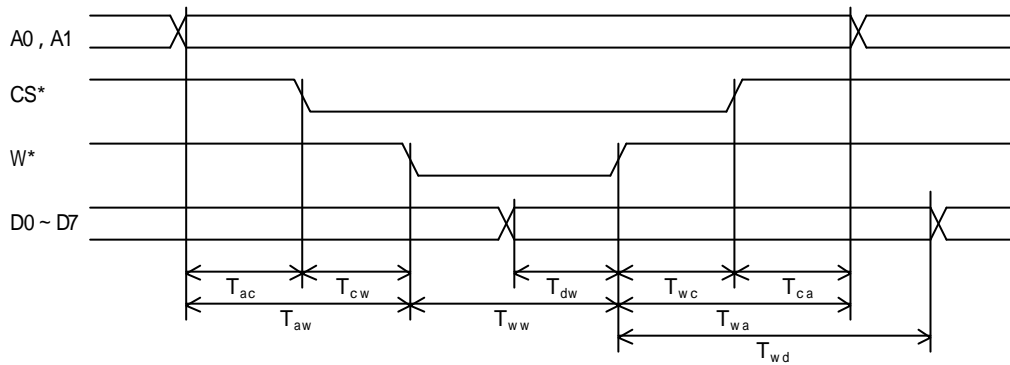 A0 , A1
CS*
W*
D0 ~ D7
Tac Tcw Tdw Twc Tca
Taw Tww Twa
Twd